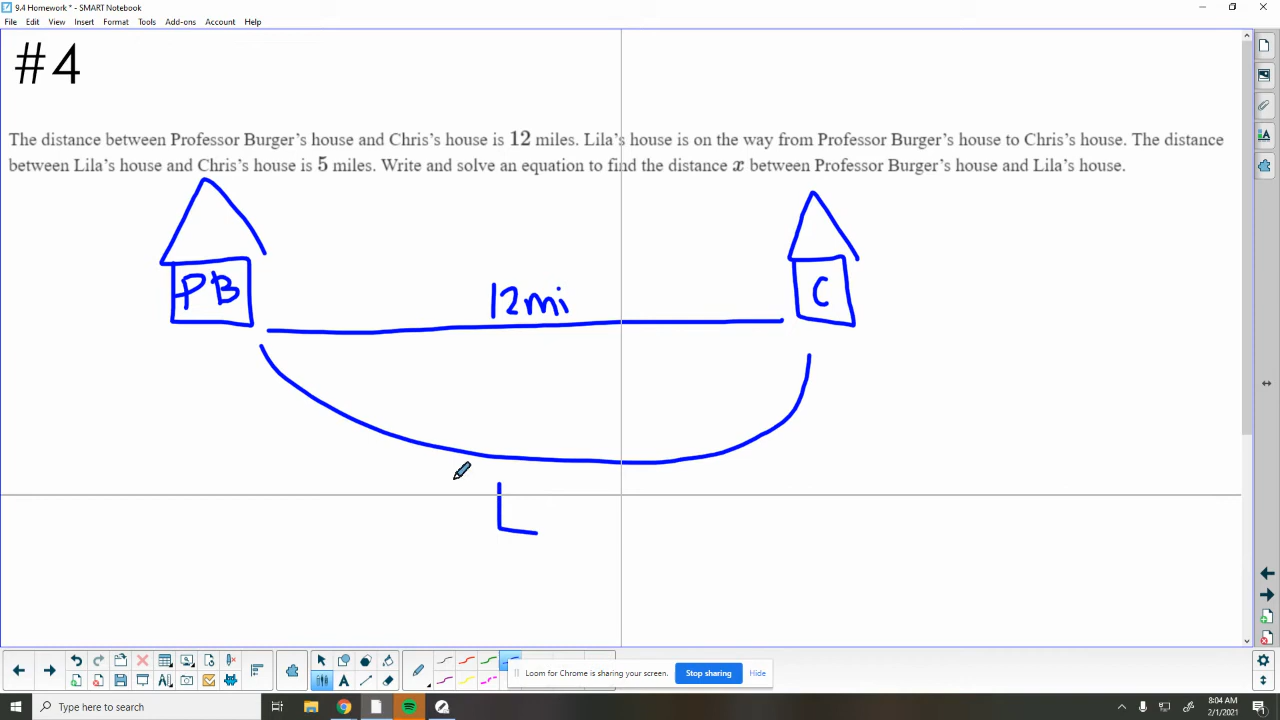 9.4 Homework * - SMART Notebook
File Edit View Insert Format Tools Add-ons Account Help
#4
The distance between Professor Burger's house and Chris's house is 12 miles. Lila's house is on the way from Professor Burger's house to Chris's house. The distance
between Lila's house and Chris's house is 5 miles. Write and solve an equation to find the distance x between Professor Burger's house and Lila's house.
PB
12mi
C
L
Loom for Chrome is sharing your screen. Stop sharing Hide
Type here to search
8:04 AM
2/1/2021